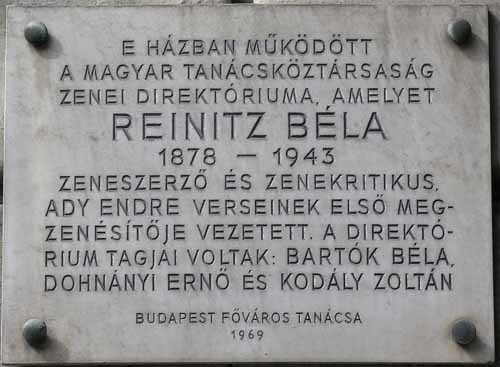 E HÁZBAN MŰKÖDÖTT
A MAGYAR TANÁCSKÖZTÁRSASÁG
ZENEI DIREKTÓRIUMA, AMELYET
REINITZ BÉLA
1878 – 1943
ZENESZERZŐ ÉS ZENEKRITIKUS,
ADY ENDRE VERSEINEK ELSŐ MEG-
ZENÉSÍTŐJE VEZETETT. A DIREKTÓ-
RIUM TAGJAI VOLTAK: BARTÓK BÉLA,
DOHNÁNYI ERNŐ ÉS KODÁLY ZOLTÁN
BUDAPEST FŐVÁROS TANÁCSA
1969